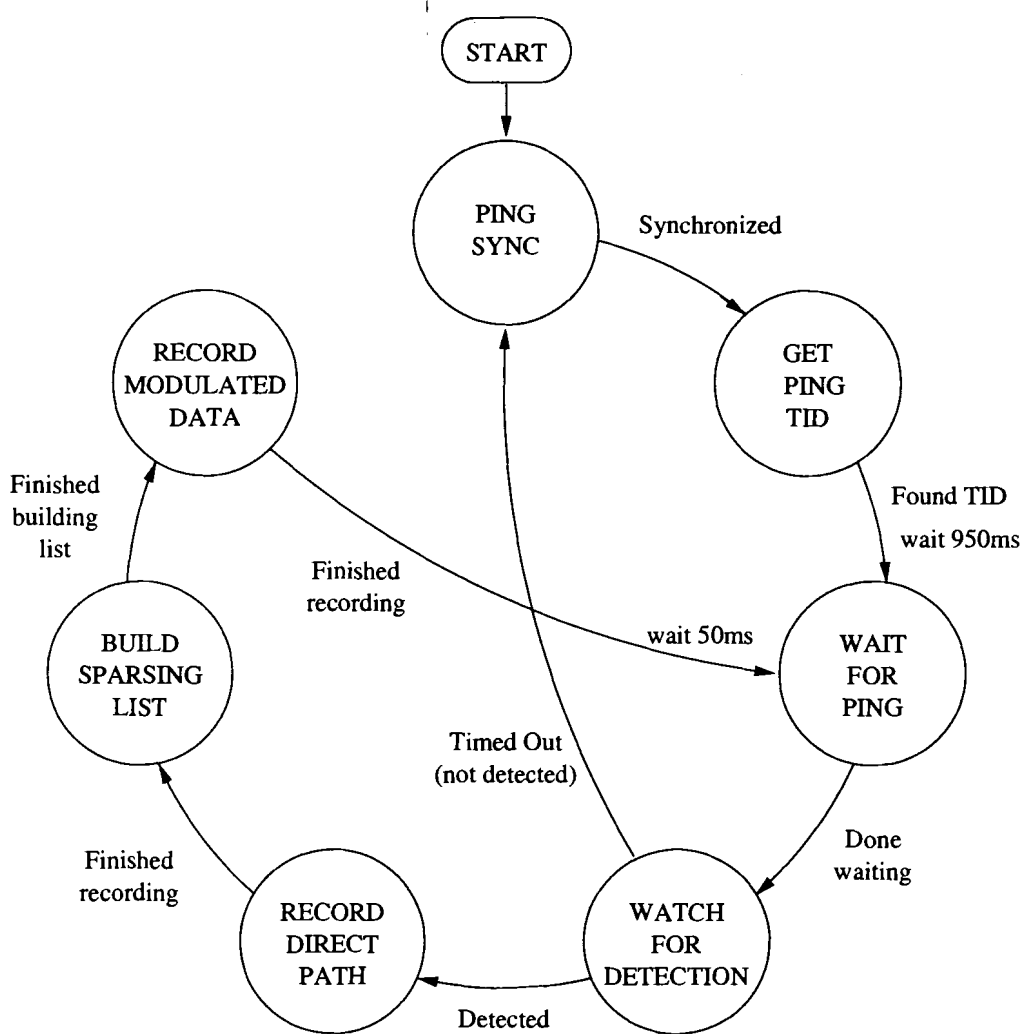 START
PING
SYNC
Synchronized
GET
PING
TID
Found TID
wait 950ms
WAIT
FOR
PING
Done
waiting
WATCH
FOR
DETECTION
Timed Out
(not detected)
Detected
RECORD
DIRECT
PATH
Finished
recording
BUILD
SPARSING
LIST
Finished
building
list
RECORD
MODULATED
DATA
Finished
recording
wait 50ms